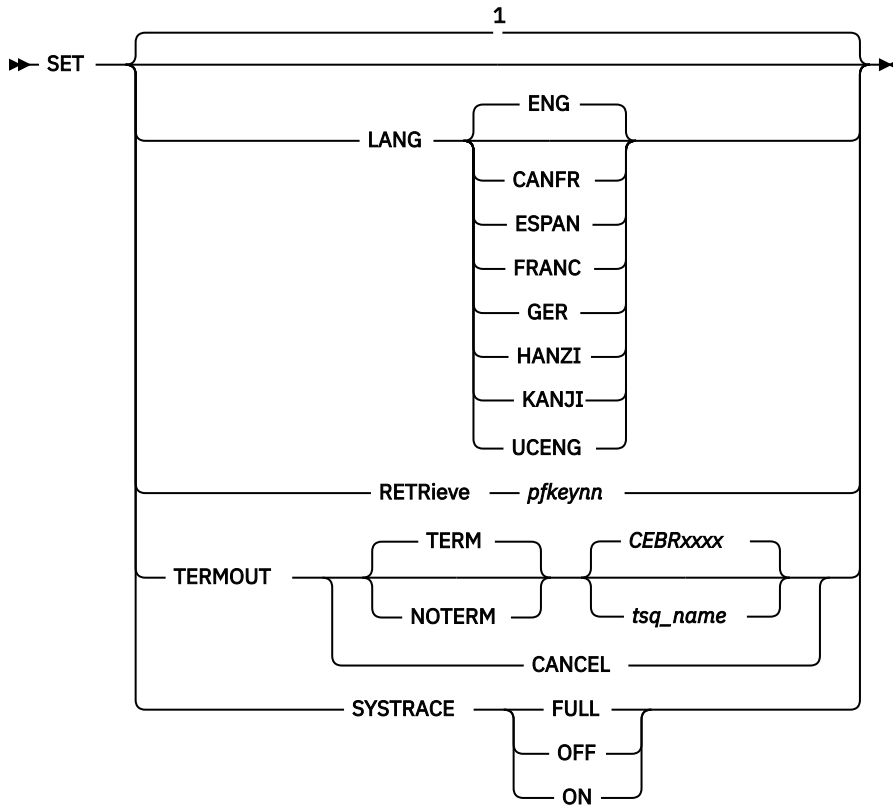 1
SET
ENG
LANG
CANFR
ESPAN
FRANC
GER
HANZI
KANJI
UCENG
RETRieve pfkeynn
TERM CEBRxxxx
TERMOUT
NOTERM tsq_name
CANCEL
SYSTRACE FULL
OFF
ON